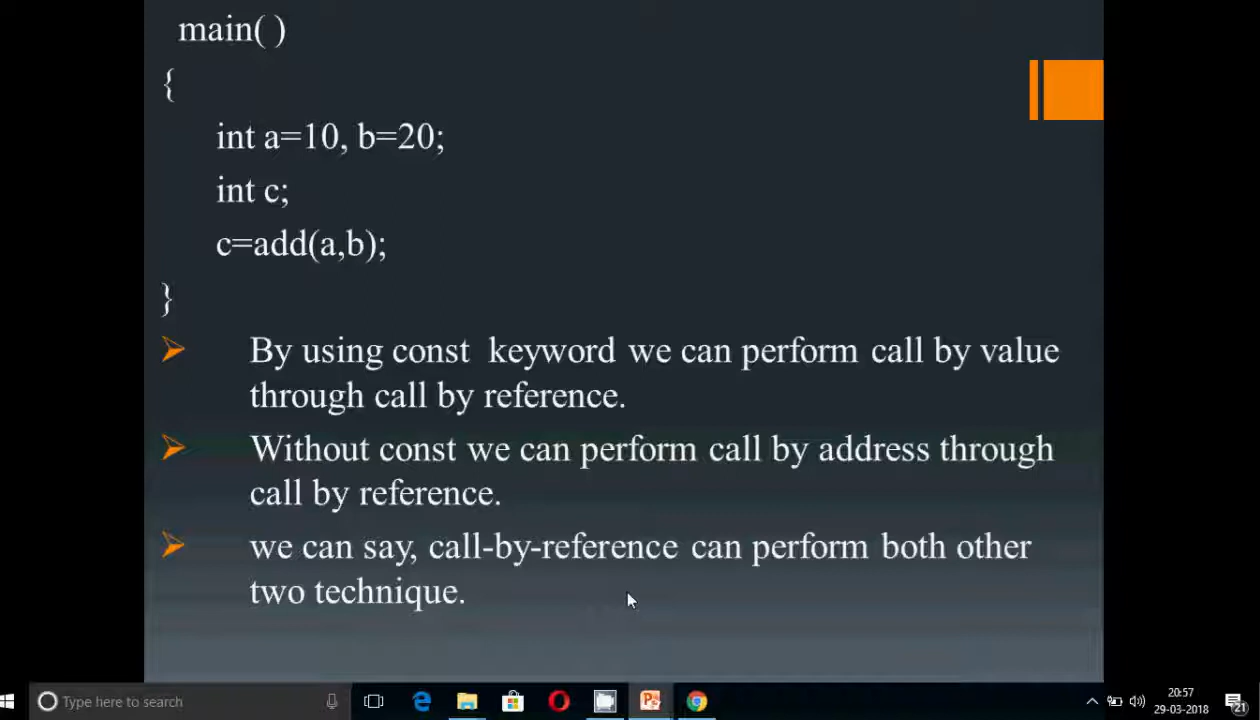 main( )
{
int a=10, b=20;
int c;
c=add(a,b);
}
By using const keyword we can perform call by value
through call by reference.
Without const we can perform call by address through
call by reference.
we can say, call-by-reference can perform both other
two technique.
Type here to search
20:57
29-03-2018
21